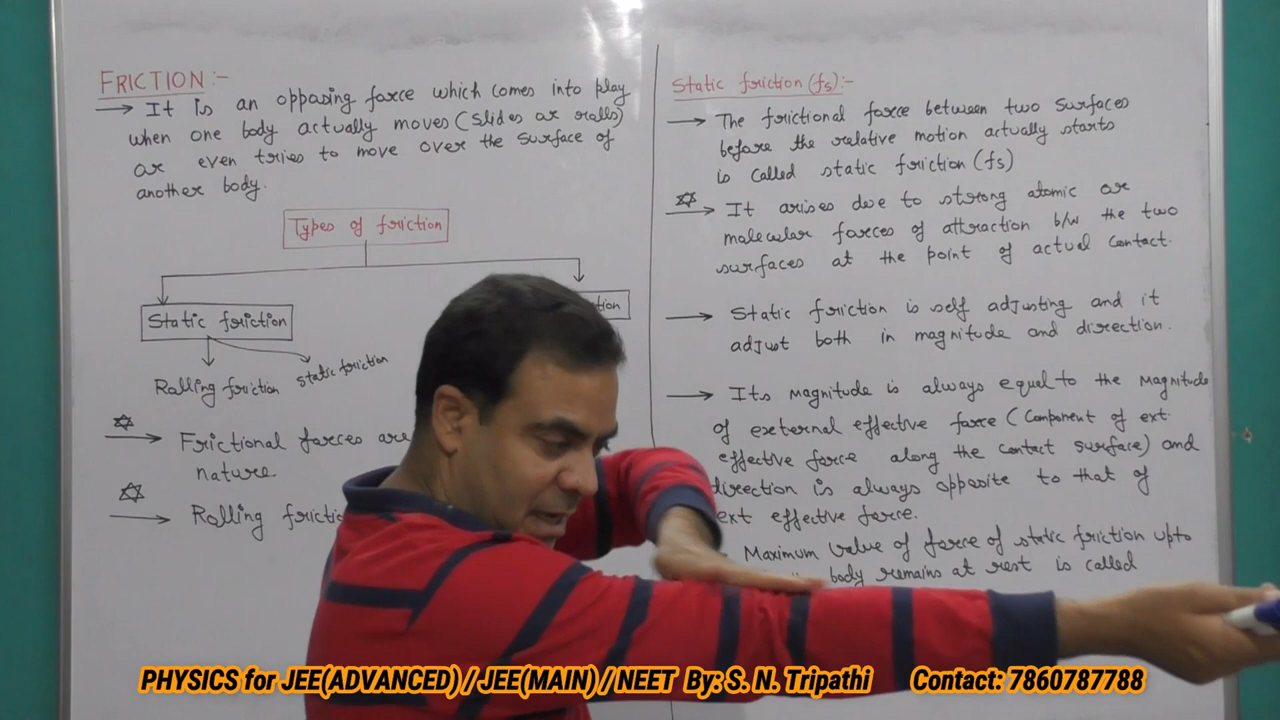 FRICTION:-
→ It is an opposing force which comes into play
when one body actually moves (slides or rolls)
or even tries to move over the surface of
another body.
Types of friction
Static friction
tion
Rolling friction
static friction
→ Frictional forces are
nature.
→ Rolling frictio
Static friction (fs):-
→ The frictional force between two surfaces
before the relative motion actually starts
is called static friction (fs)
→ It arises due to strong atomic or
molecular forces of attraction b/w the two
surfaces at the point of actual contact.
→ Static friction is self adjusting and it
adjust both in magnitude and direction.
→ Its magnitude is always equal to the magnitude
of external effective force (component of ext
effective force along the contact surface) and
direction is always opposite to that of
ext effective force.
Maximum value of force of static friction upto
body remains at rest is called
PHYSICS for JEE(ADVANCED) / JEE(MAIN) / NEET By: S. N. Tripathi Contact: 7860787788